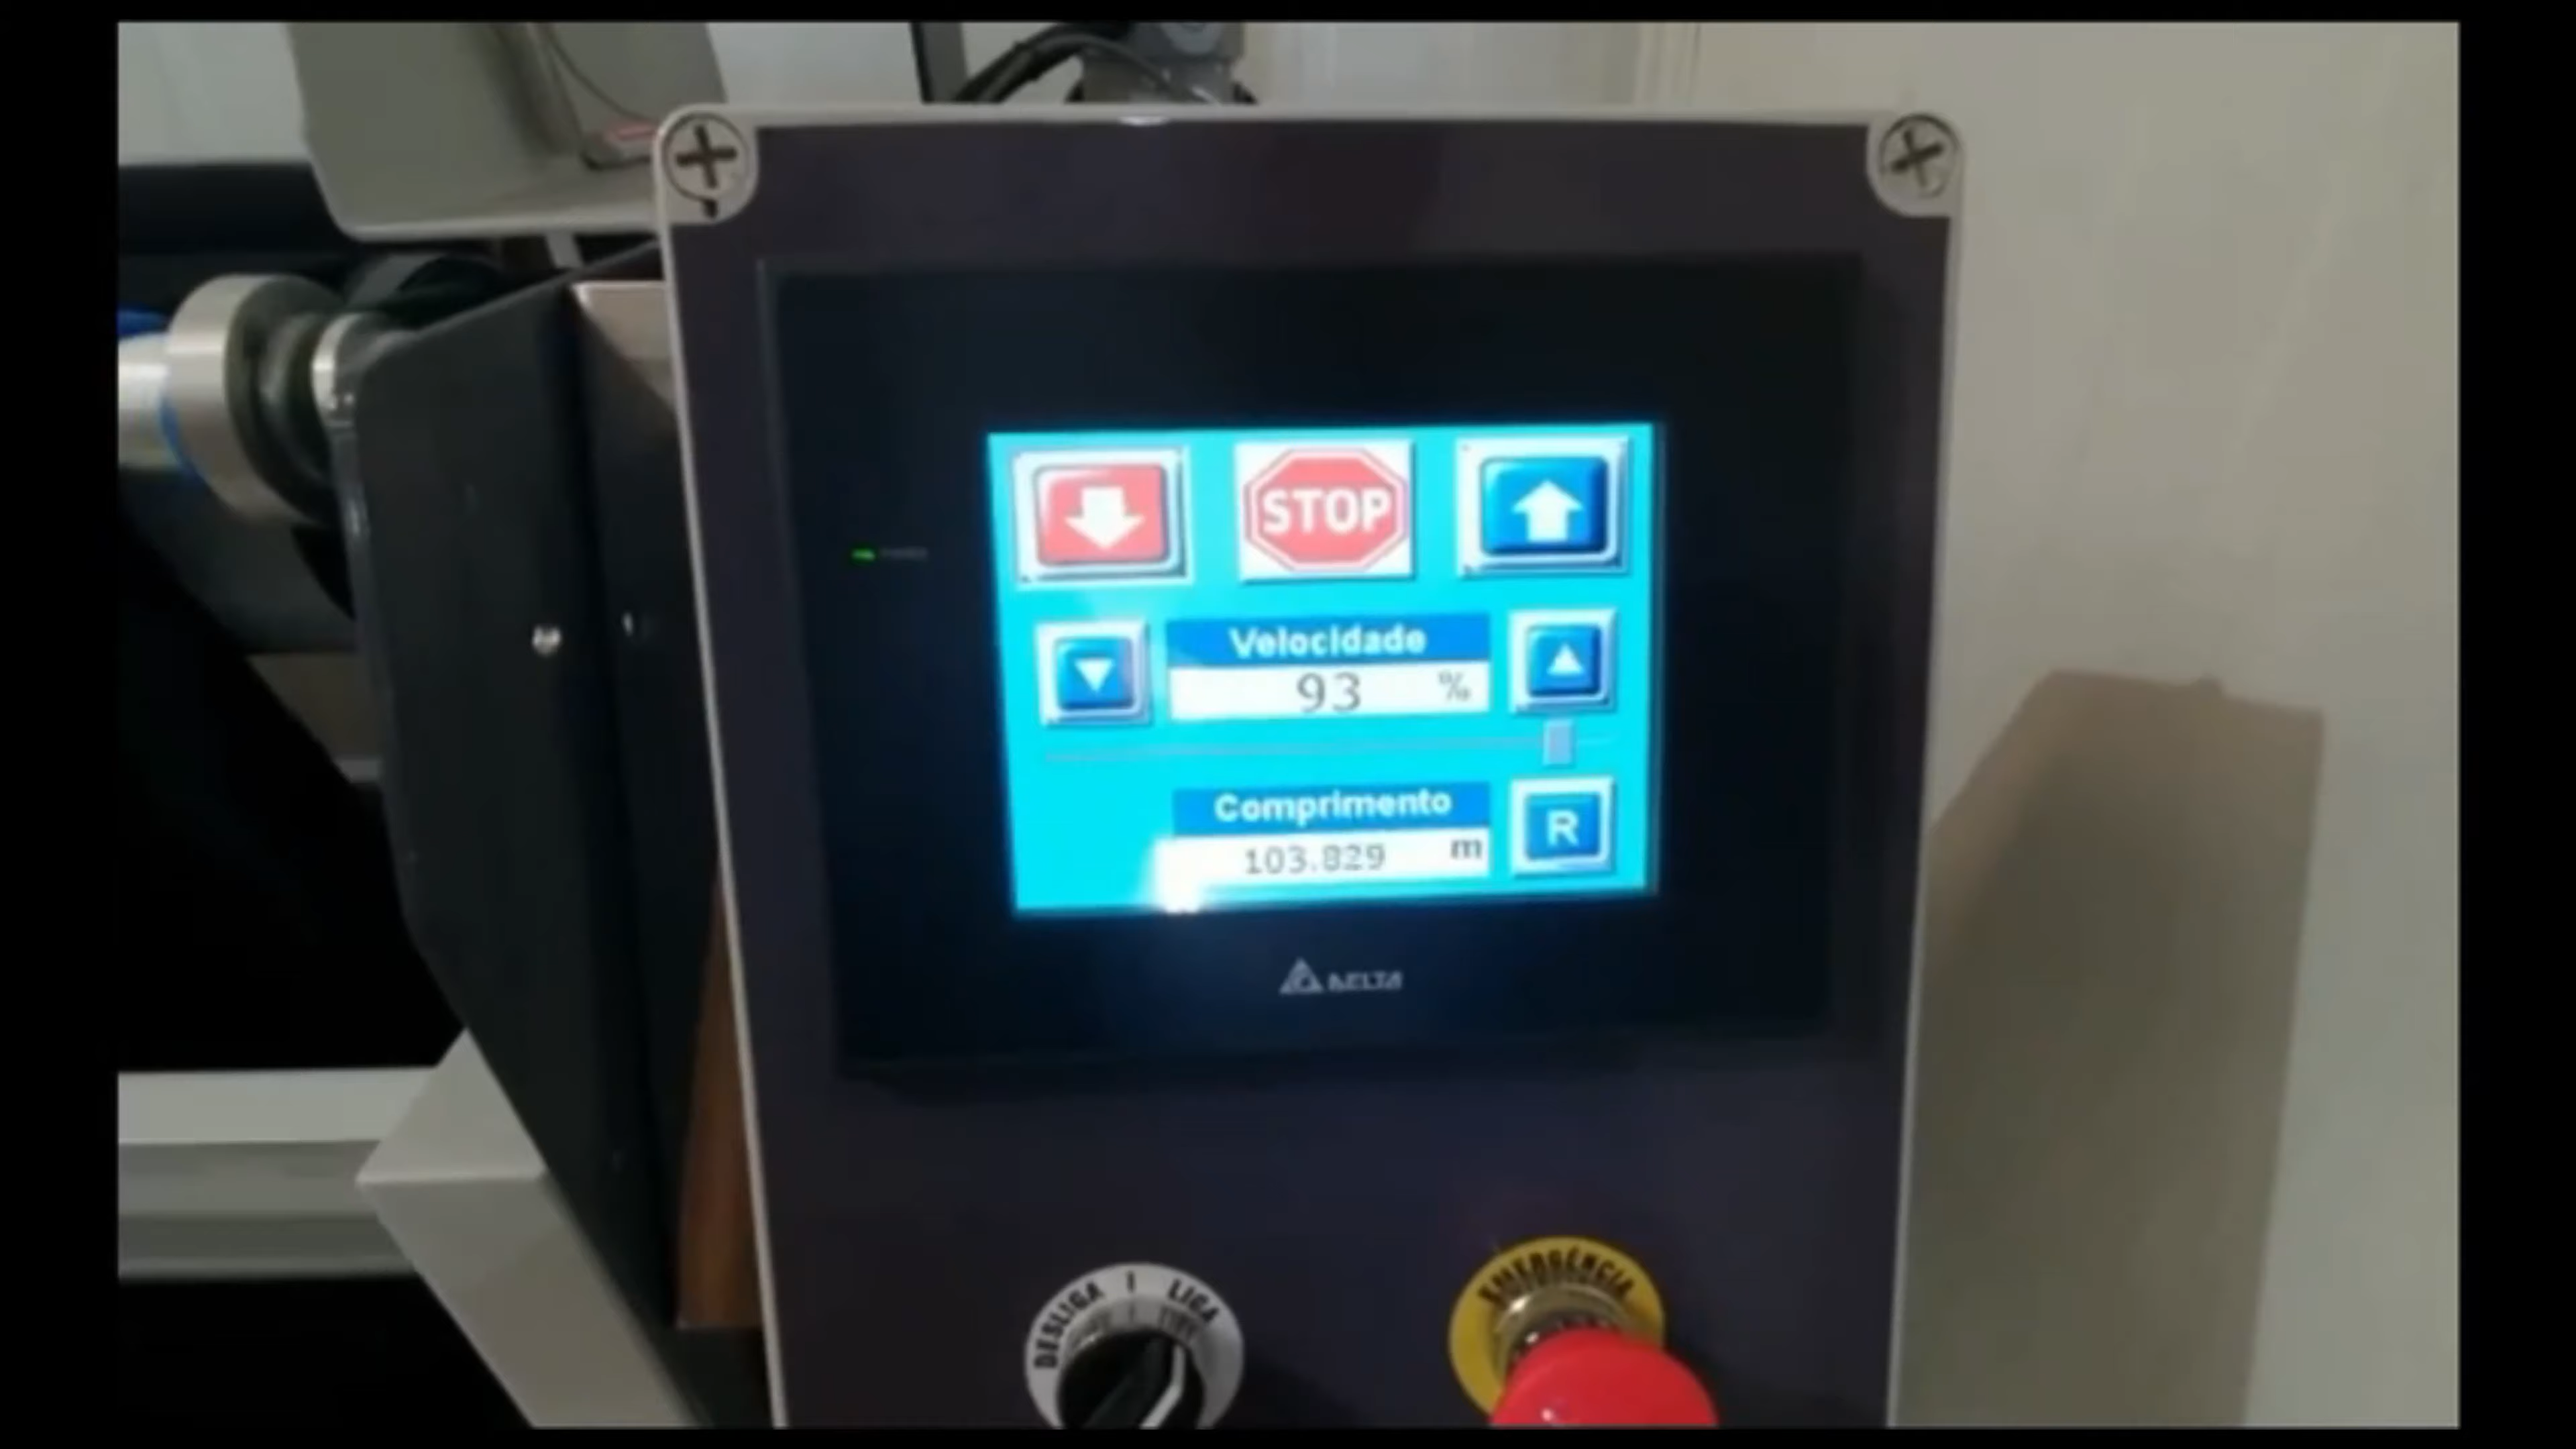 STOP
Velocidade
93 %
Comprimento
103.829 m
R
DELTA
DESLIGA | LIGA
EMERGÊNCIA